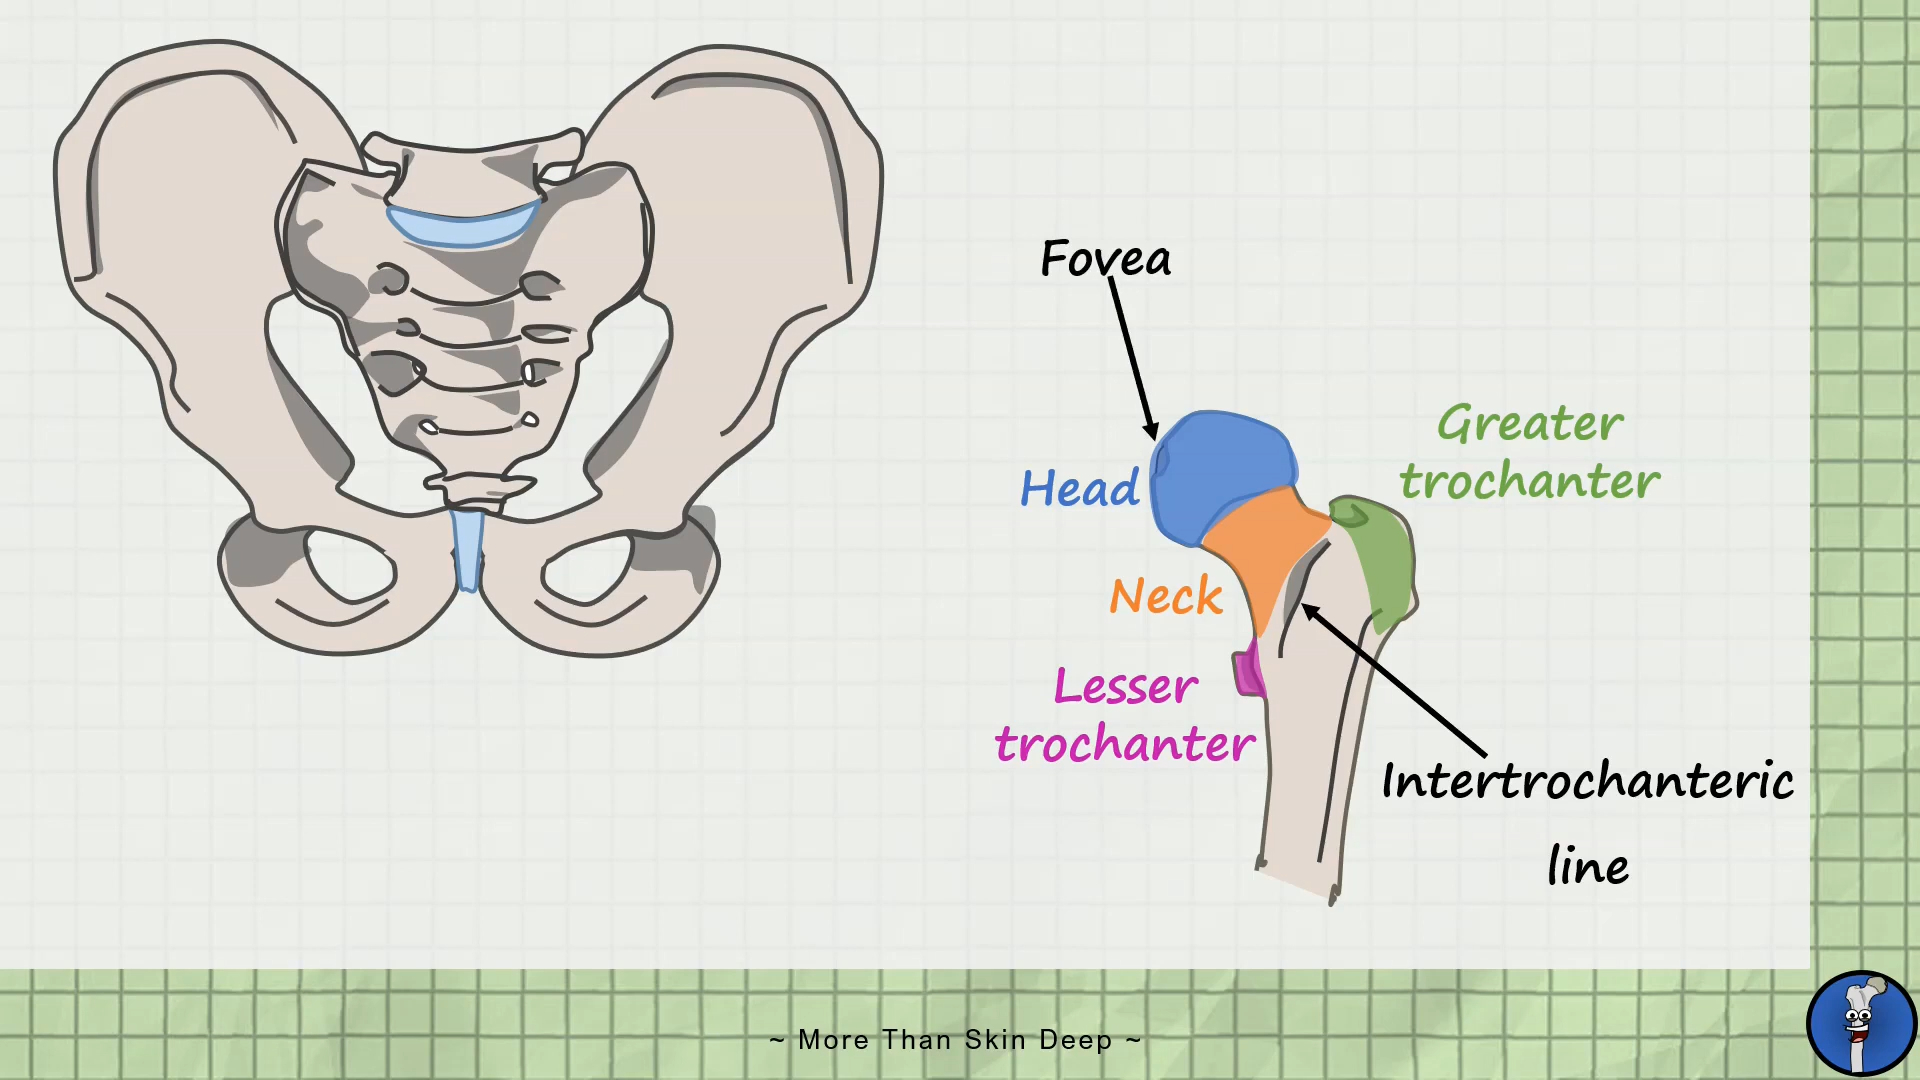 Fovea
Greater
trochanter
Head
Neck
Lesser
trochanter
Intertrochanteric
line
~ More Than Skin Deep ~